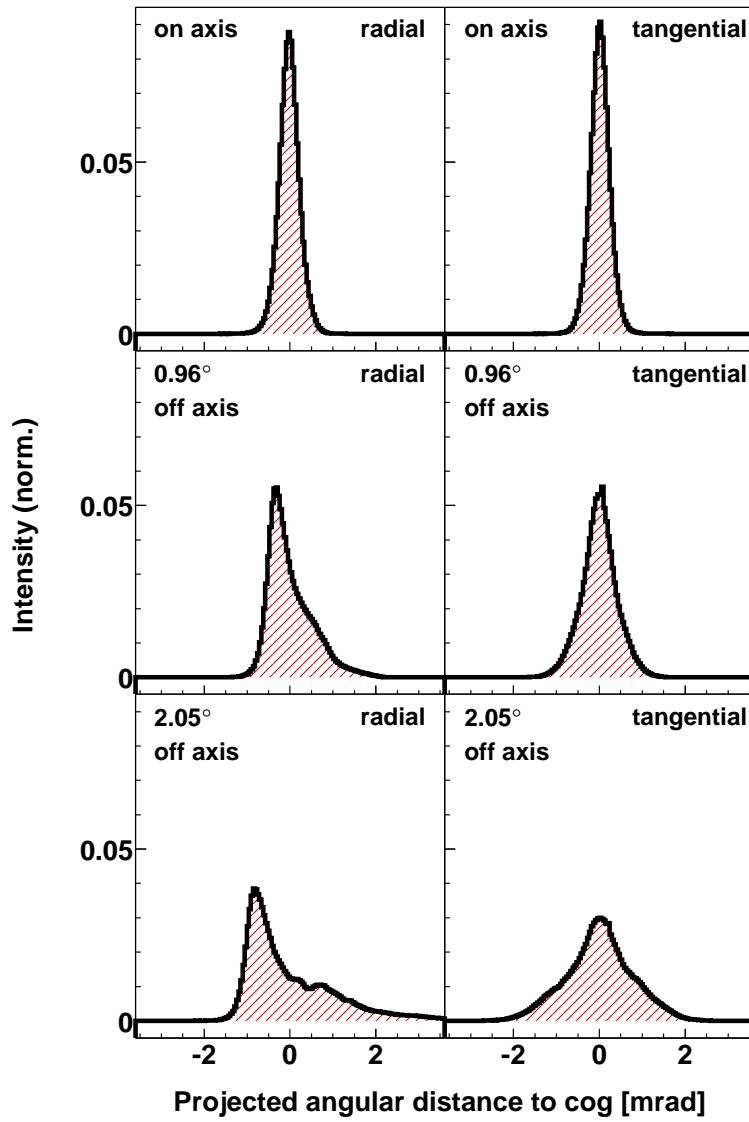 on axis radial
on axis tangential
0.05
0
0.96° radial
off axis
0.96° tangential
off axis
0.05
0
2.05° radial
off axis
2.05° tangential
off axis
0.05
0
-2 0 2
-2 0 2
Intensity (norm.)
Projected angular distance to cog [mrad]